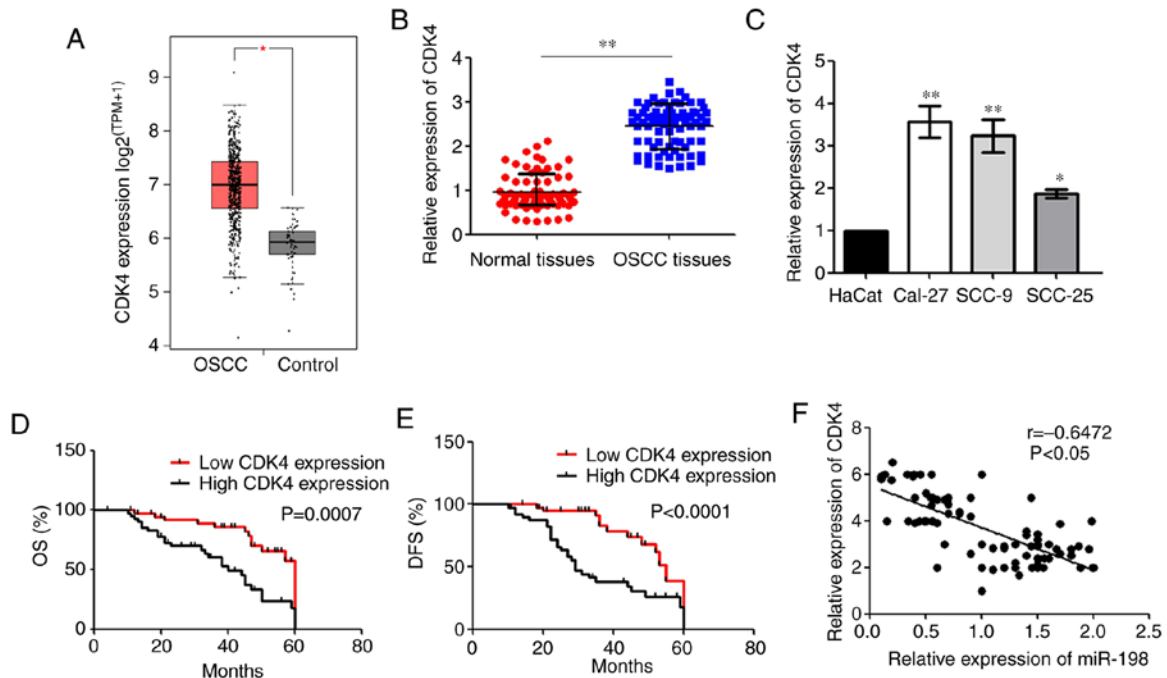 A
CDK4 expression log2(TPM+1)
9
8
7
6
5
4
*
OSCC
Control
B
Relative expression of CDK4
4
3
2
1
0
**
Normal tissues
OSCC tissues
C
Relative expression of CDK4
5
4
3
2
1
0
**
**
*
HaCat
Cal-27
SCC-9
SCC-25
D
OS (%)
150
100
50
0
Low CDK4 expression
High CDK4 expression
P=0.0007
0 20 40 60 80
Months
E
DFS (%)
150
100
50
0
Low CDK4 expression
High CDK4 expression
P<0.0001
0 20 40 60 80
Months
F
Relative expression of CDK4
8
6
4
2
0
r=−0.6472
P<0.05
0.0 0.5 1.0 1.5 2.0 2.5
Relative expression of miR-198